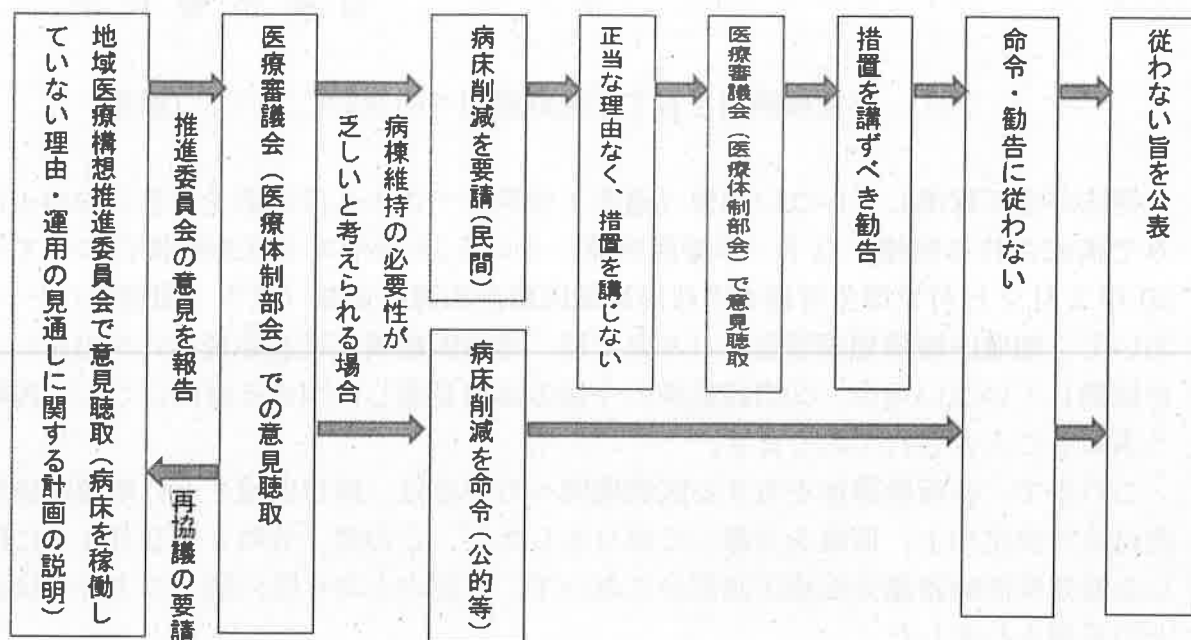 地域医療構想推進委員会で意見聴取（病床を稼働し
ていない理由・運用の見通しに関する計画の説明）
推進委員会の意見を報告
再協議の要請
医療審議会（医療体制部会）での意見聴取
病棟維持の必要性が
乏しいと考えられる場合
病床削減を要請（民間）
病床削減を命令（公的等）
正当な理由なく、措置を講じない
医療審議会（医療体制部会）で意見聴取
措置を講ずべき勧告
命令・勧告に従わない
従わない旨を公表